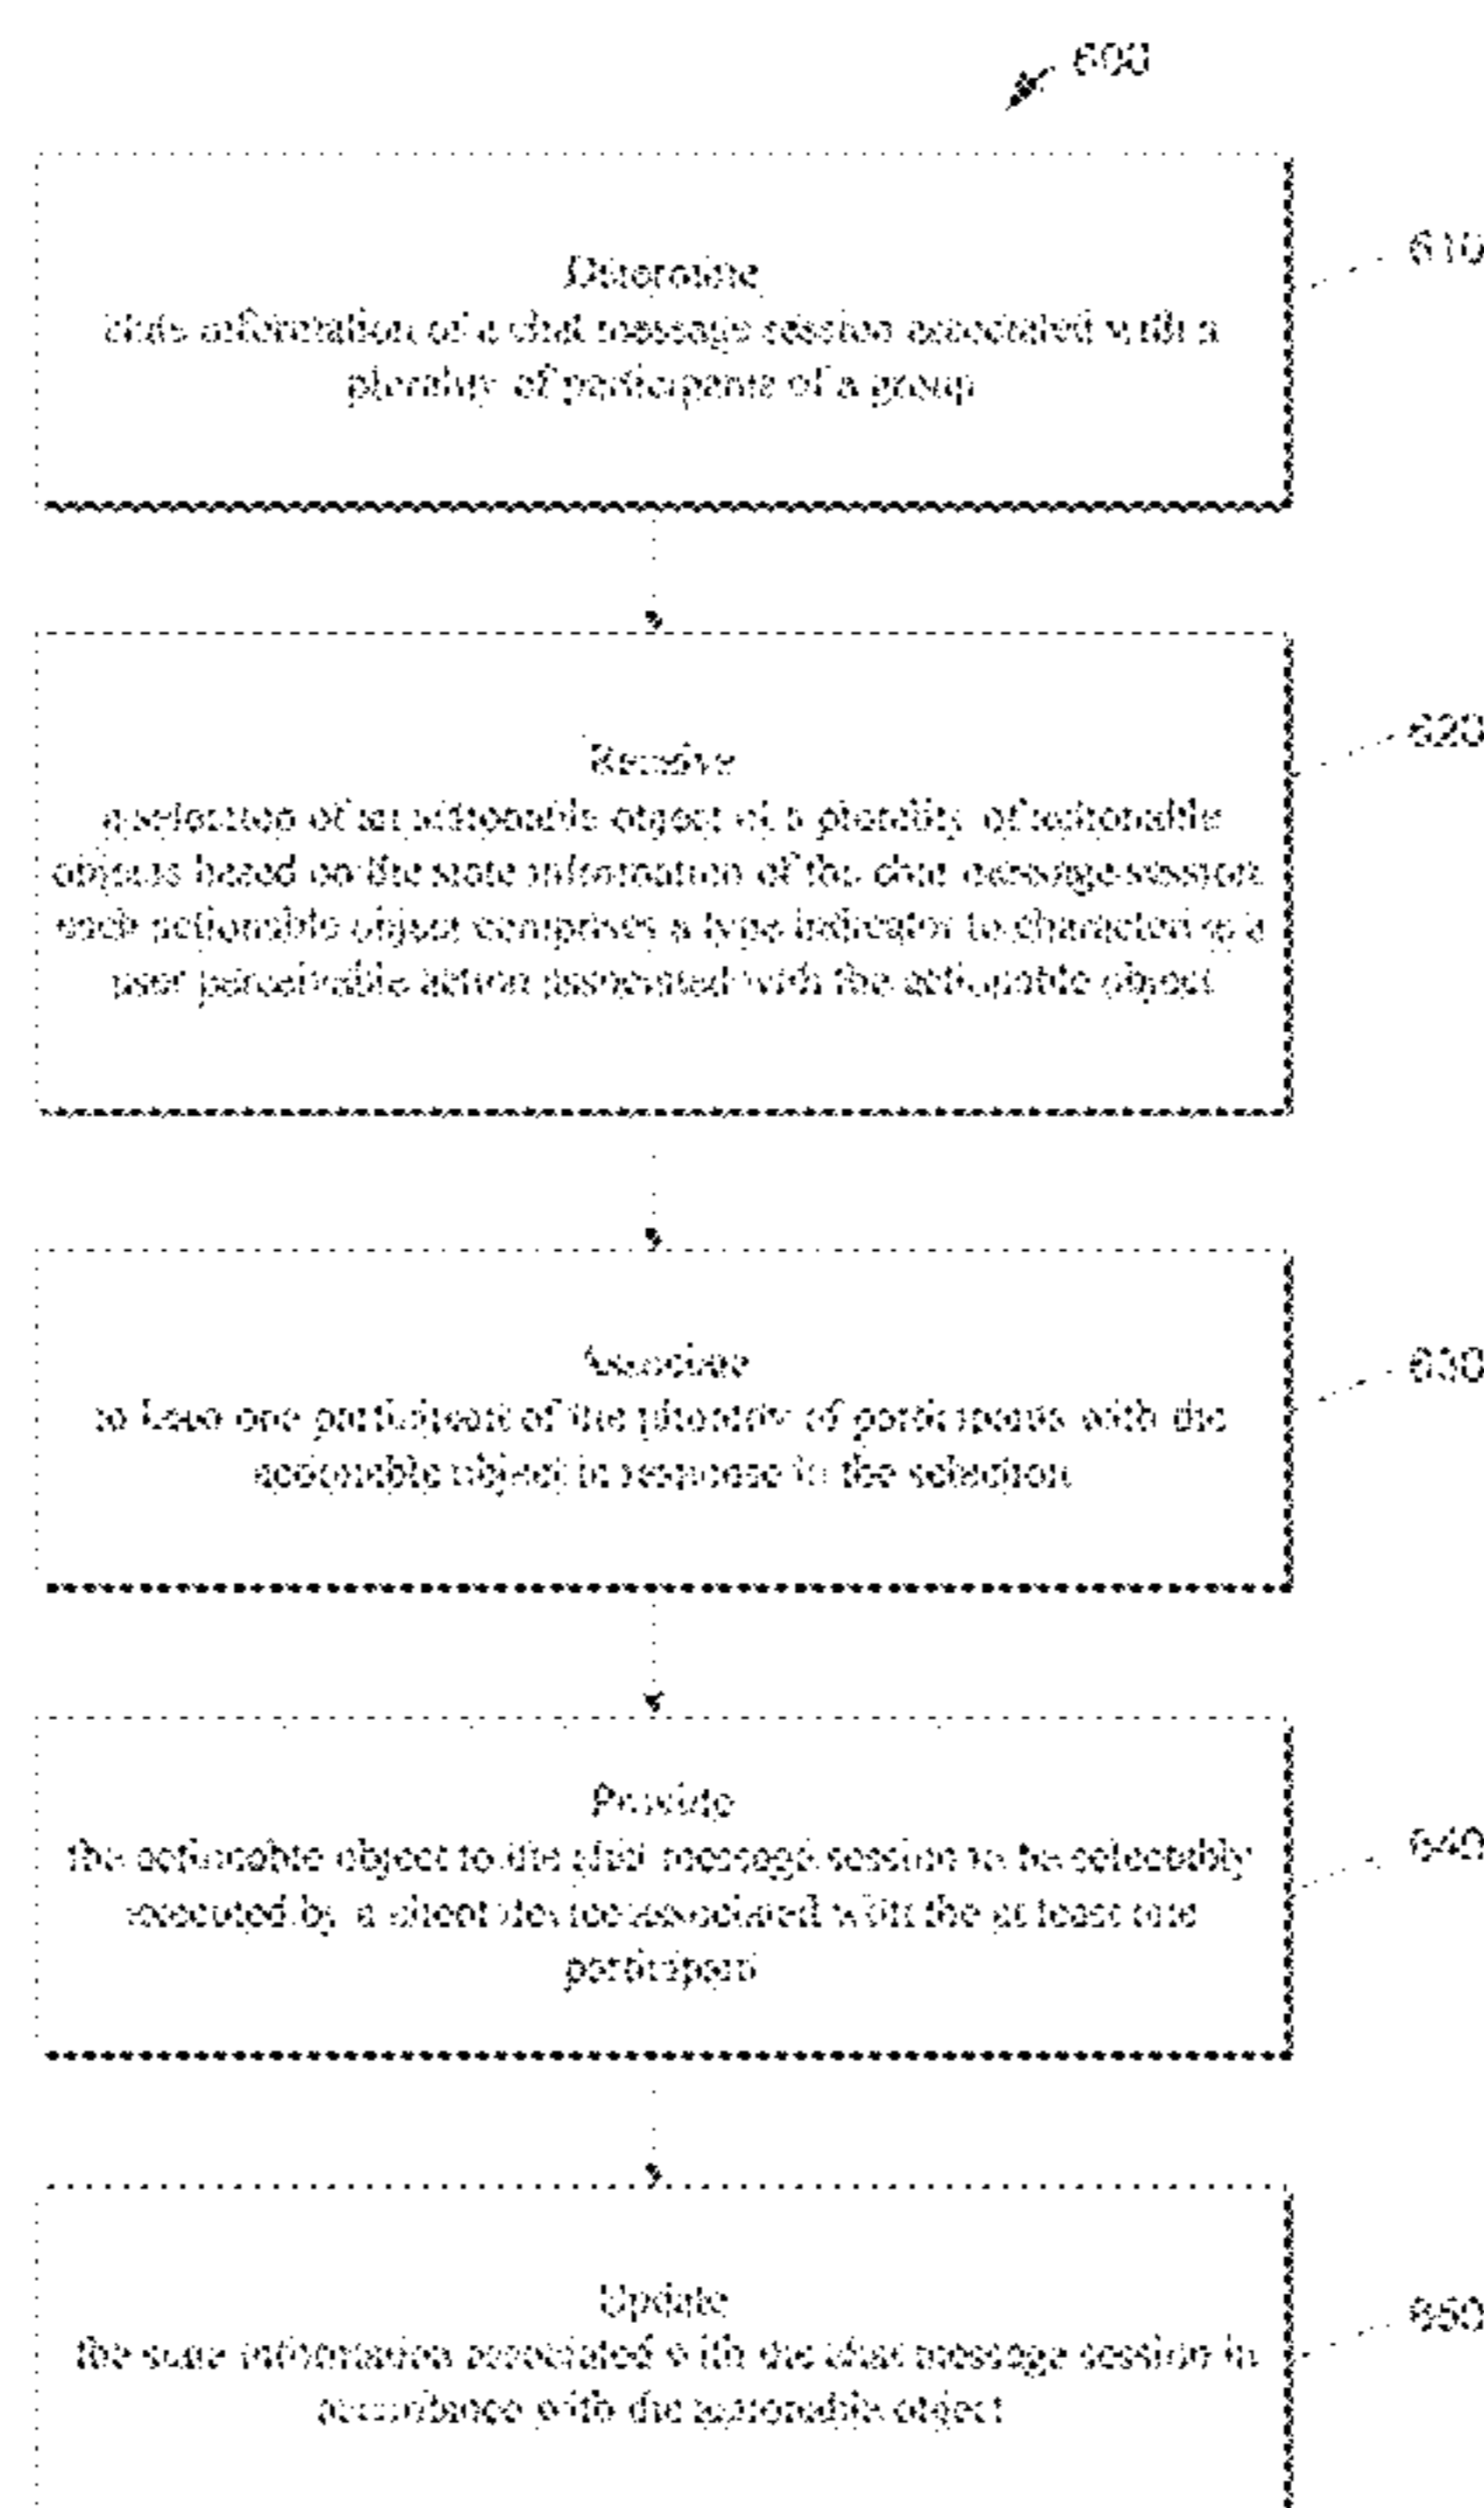 600
Determine
state information of a chat message session associated with a
plurality of participants of a group
610
Receive
a selection of an actionable object of a plurality of actionable
objects based on the state information of the chat message session
each actionable object comprises a type indicator to characterize a
user perceivable action associated with the actionable object
620
Associate
at least one participant of the plurality of participants with the
actionable object in response to the selection
630
Provide
the actionable object to the chat message session to be selectably
executed by a client device associated with the at least one
participant
640
Update
the state information associated with the chat message session in
accordance with the actionable object
650